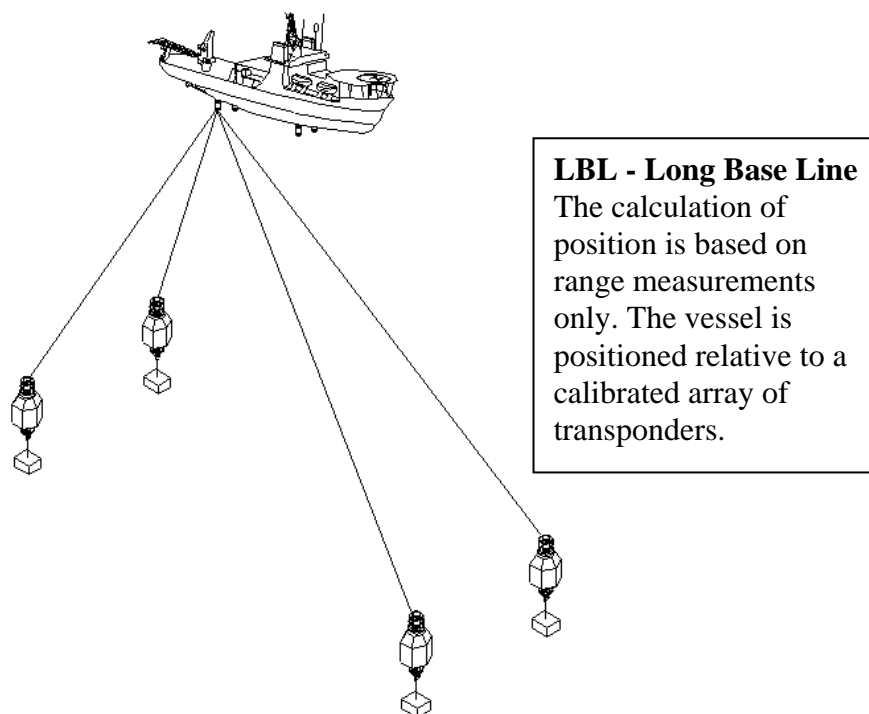 LBL - Long Base Line
The calculation of
position is based on
range measurements
only. The vessel is
positioned relative to a
calibrated array of
transponders.